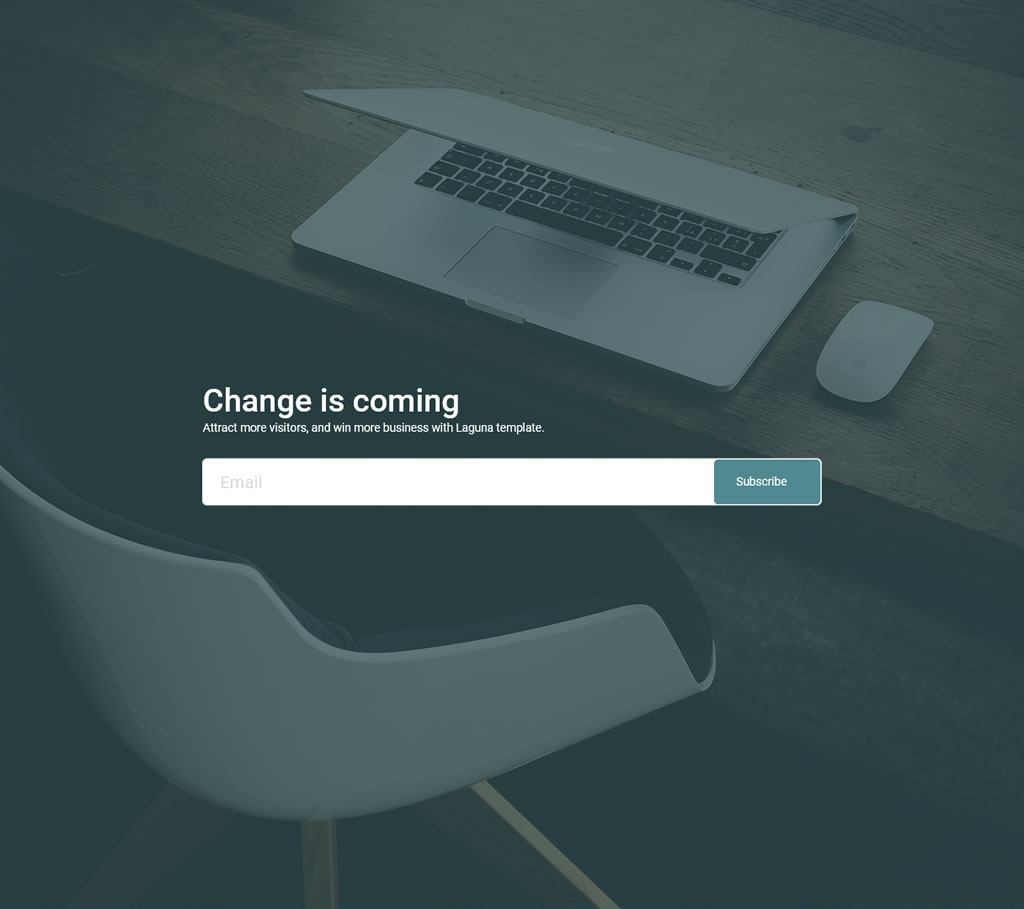 Change is coming
Attract more visitors, and win more business with Laguna template.
Email
Subscribe